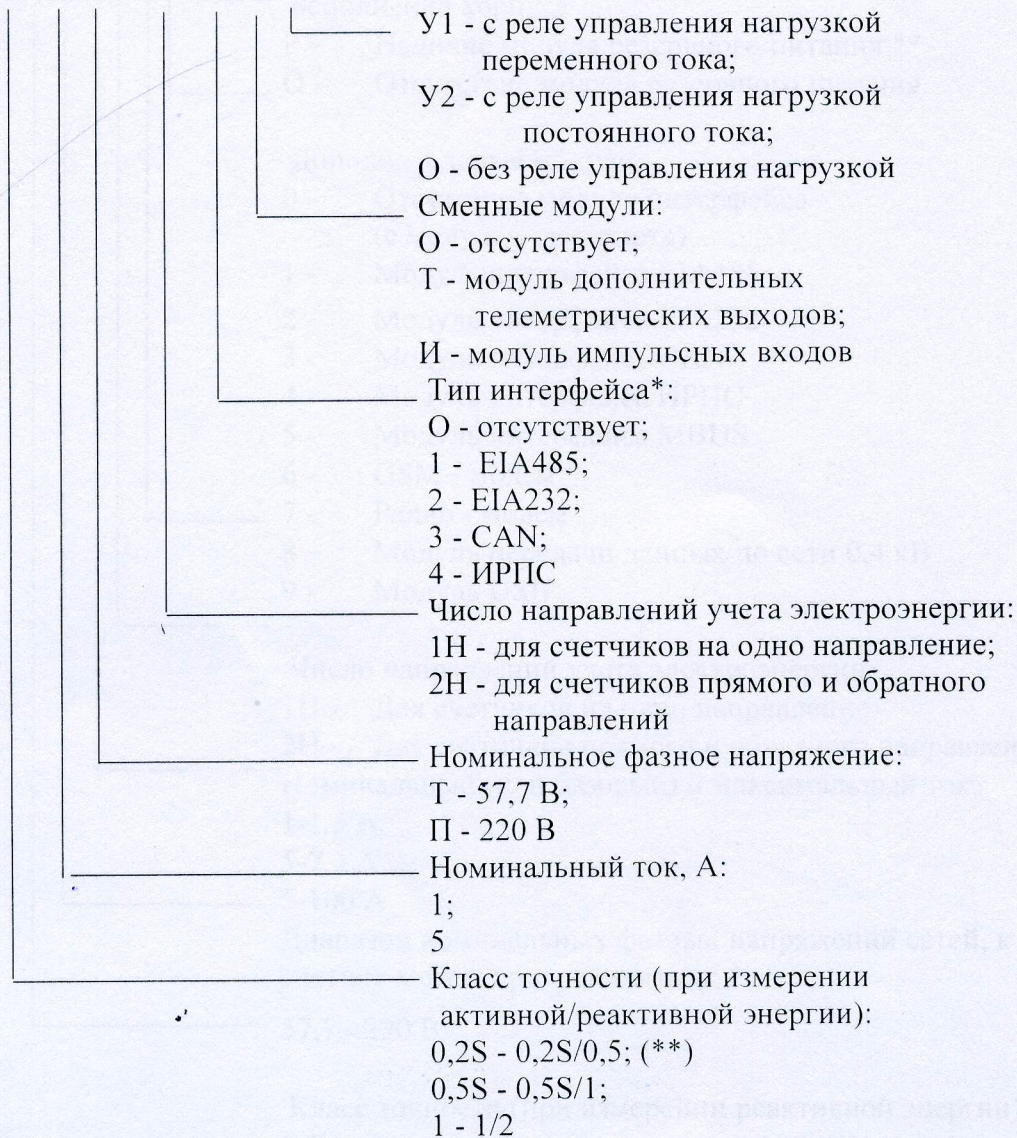 У1 - с реле управления нагрузкой
переменного тока;
У2 - с реле управления нагрузкой
постоянного тока;
О - без реле управления нагрузкой
Сменные модули:
О - отсутствует;
Т - модуль дополнительных
телеметрических выходов;
И - модуль импульсных входов
Тип интерфейса*:
О - отсутствует;
1 - EIA485;
2 - EIA232;
3 - CAN;
4 - ИРПС
Число направлений учета электроэнергии:
1Н - для счетчиков на одно направление;
2Н - для счетчиков прямого и обратного
направлений
Номинальное фазное напряжение:
Т - 57,7 В;
П - 220 В
Номинальный ток, А:
1;
5
Класс точности (при измерении
активной/реактивной энергии):
0,2S - 0,2S/0,5; (**)
0,5S - 0,5S/1;
1 - 1/2